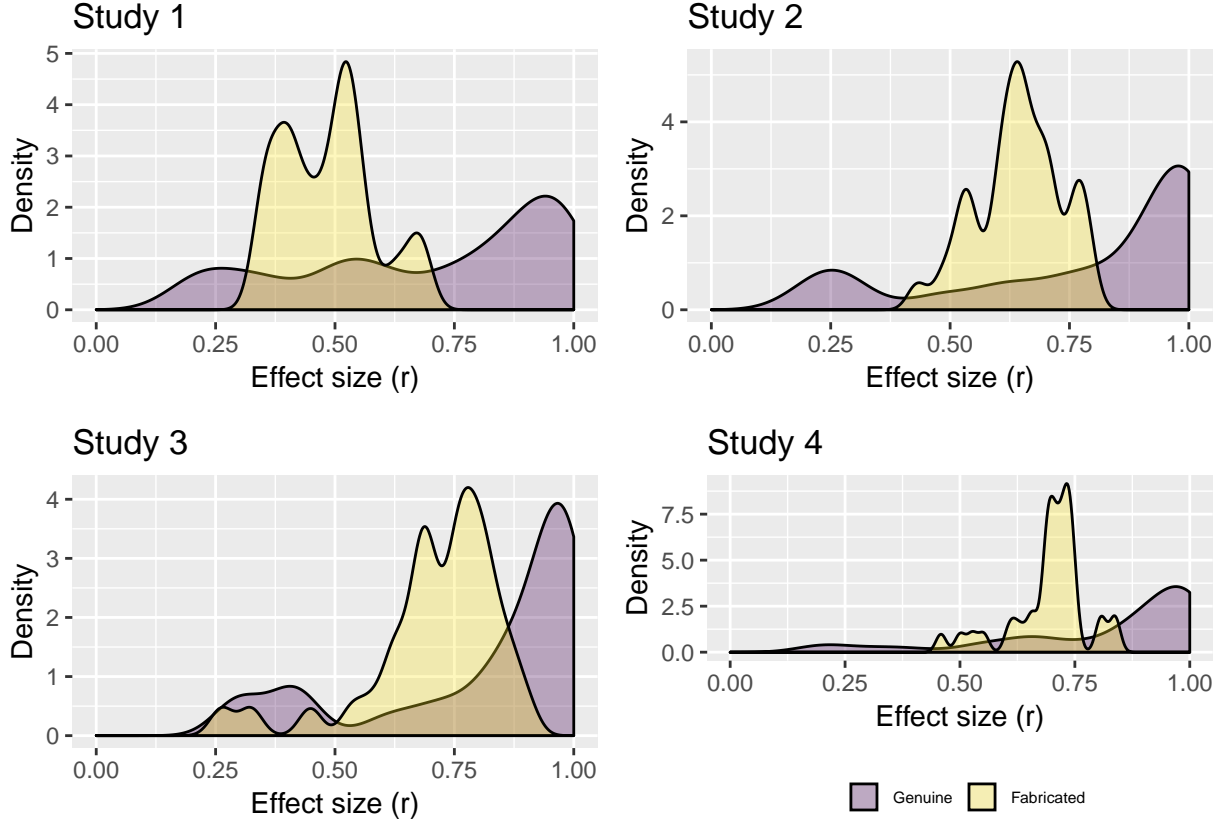 Study 1
5
4
3
2
1
0
Density
0.00 0.25 0.50 0.75 1.00
Effect size (r)
Study 2
4
2
0
Density
0.00 0.25 0.50 0.75 1.00
Effect size (r)
Study 3
4
3
2
1
0
Density
0.00 0.25 0.50 0.75 1.00
Effect size (r)
Study 4
7.5
5.0
2.5
0.0
Density
0.00 0.25 0.50 0.75 1.00
Effect size (r)
Genuine Fabricated